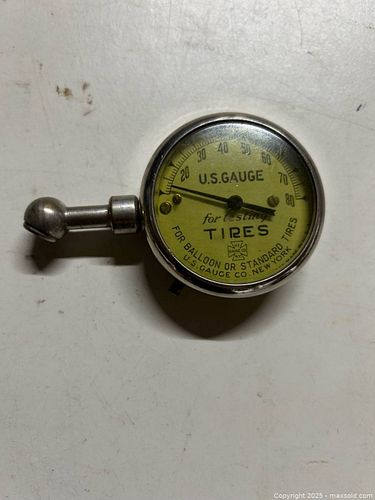 20 30 40 50 60 70 80
U.S. GAUGE
for testing
TIRES
FOR BALLOON OR STANDARD TIRES
U.S. GAUGE CO. NEW YORK
Copyright 2025 - maxsold.com